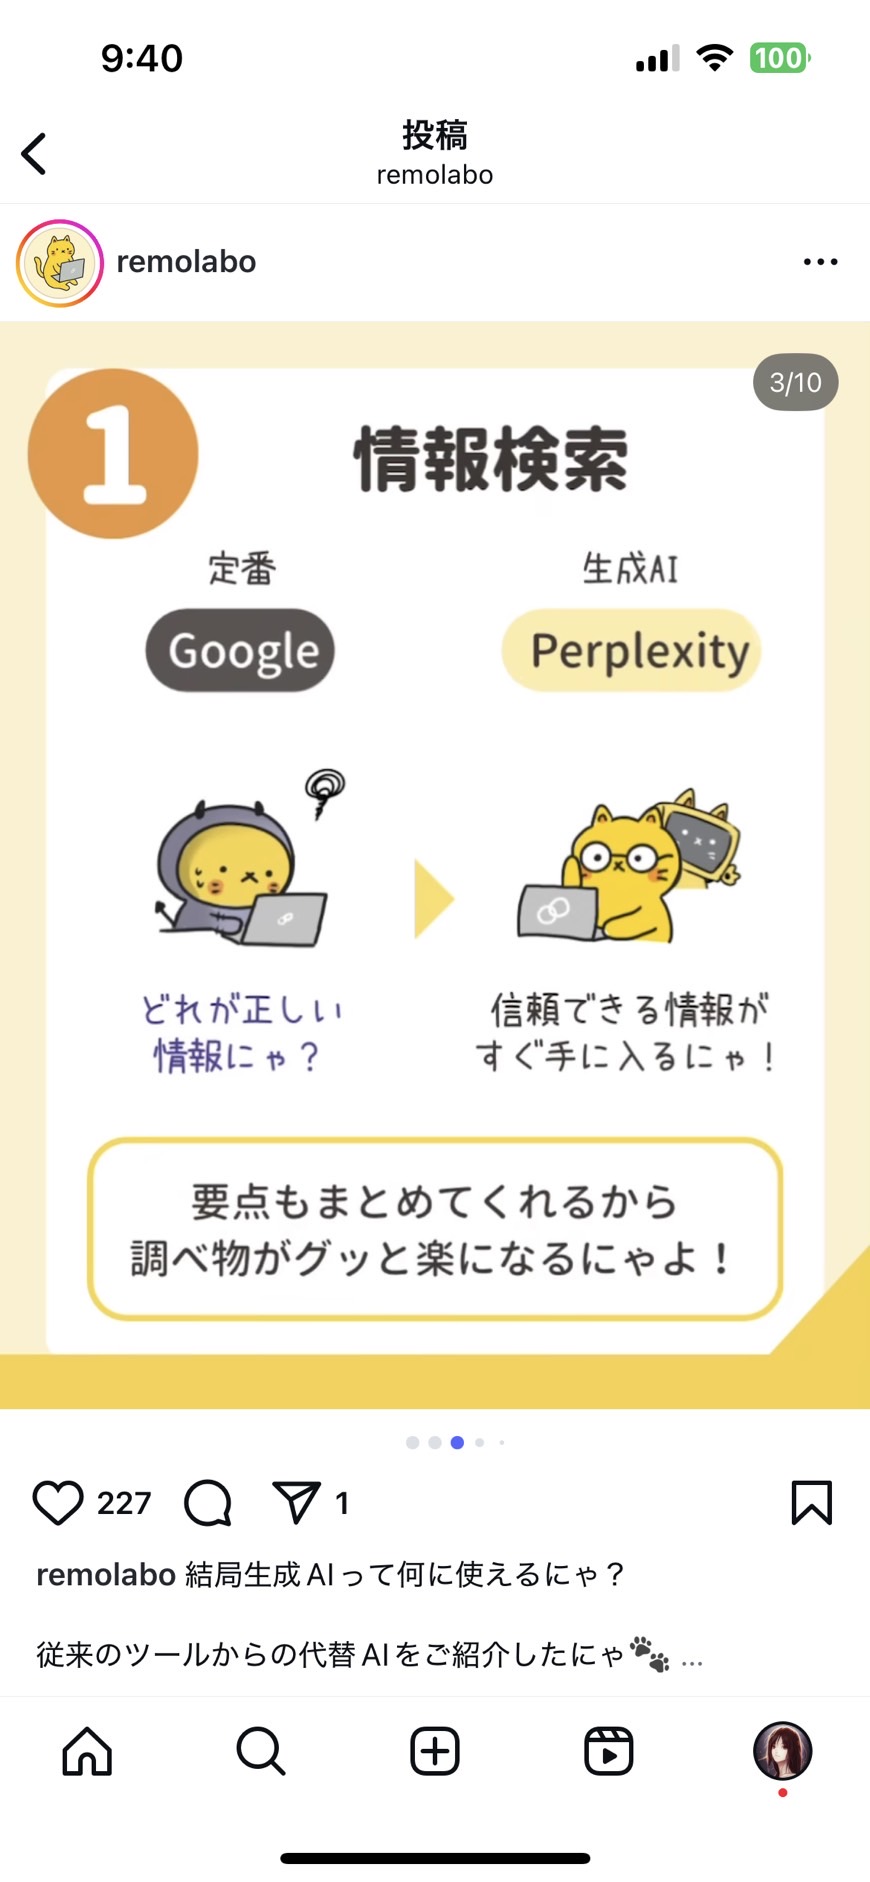 9:40
100
投稿
remolabo
remolabo
3/10
1
情報検索
定番
生成AI
Google
Perplexity
どれが正しい
情報にゃ？
信頼できる情報が
すぐ手に入るにゃ！
要点もまとめてくれるから
調べ物がグッと楽になるにゃよ！
227
1
remolabo 結局生成AIって何に使えるにゃ？
従来のツールからの代替AIをご紹介したにゃ🐾 ...